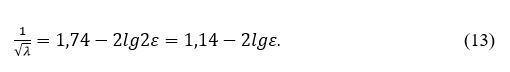 1/√λ = 1,74 − 2lg2ε = 1,14 − 2lgε. (13)